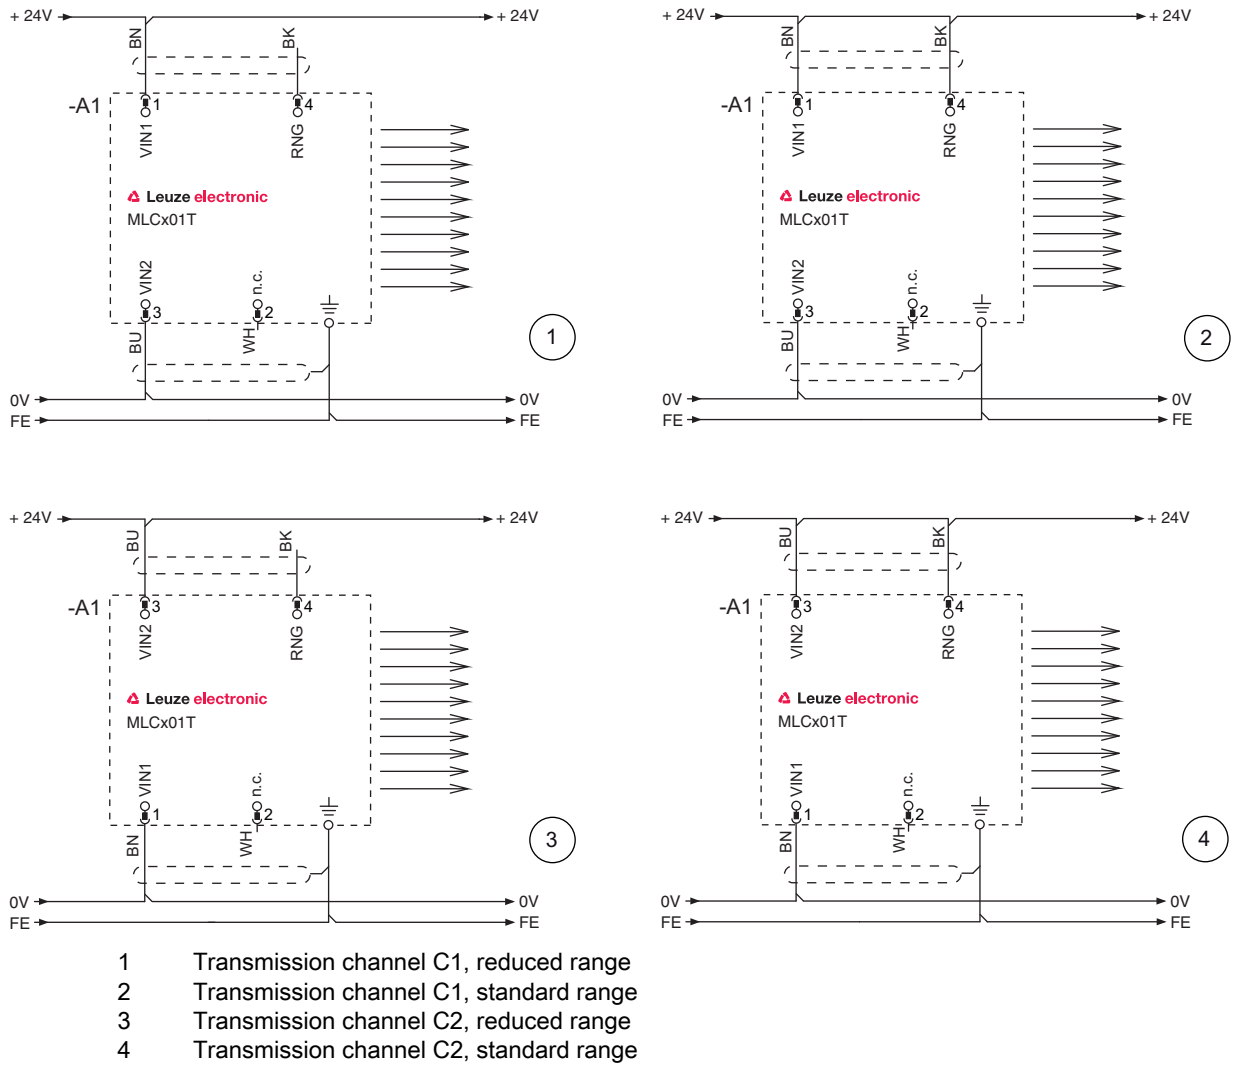 + 24V + 24V
BN BK
-A1 1 4
VIN1 RNG
Leuze electronic
MLCx01T
VIN2 n.c.
3 2
BU WH
1
0V 0V
FE FE
+ 24V + 24V
BN BK
-A1 1 4
VIN1 RNG
Leuze electronic
MLCx01T
VIN2 n.c.
3 2
BU WH
2
0V 0V
FE FE
+ 24V + 24V
BU BK
-A1 3 4
VIN2 RNG
Leuze electronic
MLCx01T
VIN1 n.c.
1 2
BN WH
3
0V 0V
FE FE
+ 24V + 24V
BU BK
-A1 3 4
VIN2 RNG
Leuze electronic
MLCx01T
VIN1 n.c.
1 2
BN WH
4
0V 0V
FE FE
1 Transmission channel C1, reduced range
2 Transmission channel C1, standard range
3 Transmission channel C2, reduced range
4 Transmission channel C2, standard range